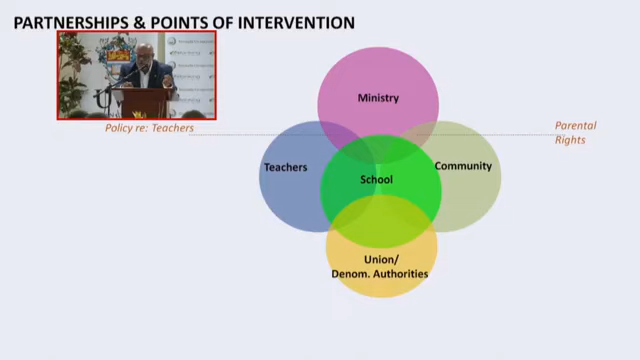 PARTNERSHIPS & POINTS OF INTERVENTION
Ministry
Policy re: Teachers
Parental
Rights
Teachers
School
Community
Union/
Denom. Authorities